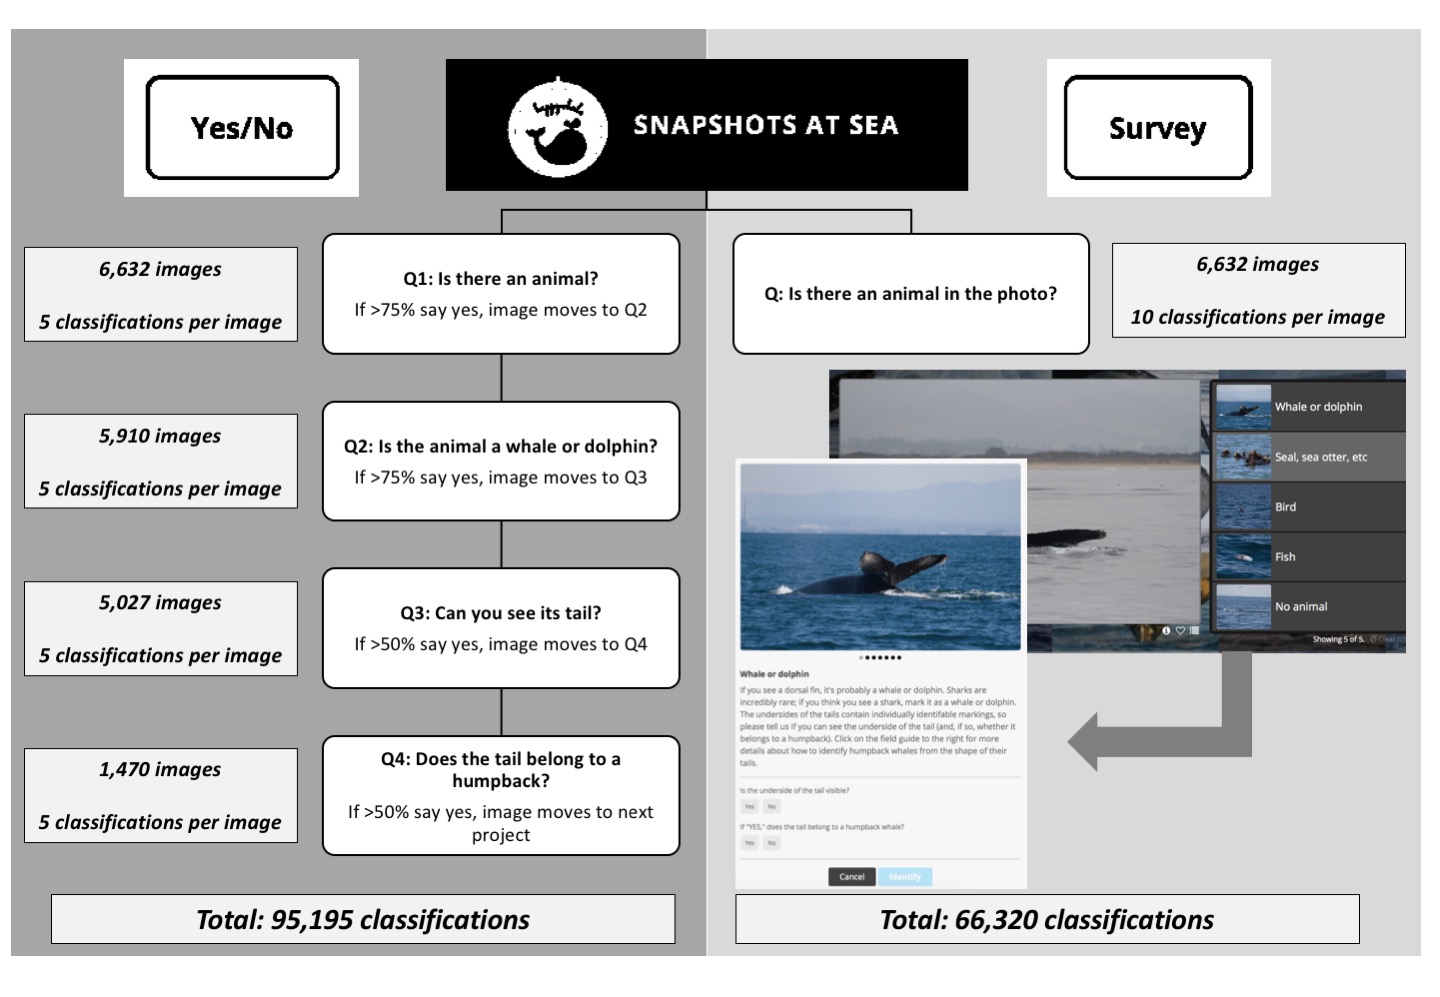 Yes/No
SNAPSHOTS AT SEA
Survey
6,632 images
5 classifications per image
Q1: Is there an animal?
If >75% say yes, image moves to Q2
5,910 images
5 classifications per image
Q2: Is the animal a whale or dolphin?
If >75% say yes, image moves to Q3
5,027 images
5 classifications per image
Q3: Can you see its tail?
If >50% say yes, image moves to Q4
1,470 images
5 classifications per image
Q4: Does the tail belong to a
humpback?
If >50% say yes, image moves to next
project
Total: 95,195 classifications
Q: Is there an animal in the photo?
6,632 images
10 classifications per image
Whale or dolphin
Seal, sea otter, etc
Bird
Fish
No animal
Showing 5 of 5.
Whale or dolphin
If you see a dorsal fin, it's probably a whale or dolphin. Sharks are
incredibly rare; if you think you see a shark, mark it as a whale or dolphin.
The undersides of the tails contain individually identifable markings, so
please tell us if you can see the underside of the tail (and, if so, whether it
belongs to a humpback). Click on the field guide to the right for more
details about how to identify humpback whales from the shape of their
tails.
Is the underside of the tail visible?
Yes No
If "YES," does the tail belong to a humpback whale?
Yes No
Cancel Identify
Total: 66,320 classifications